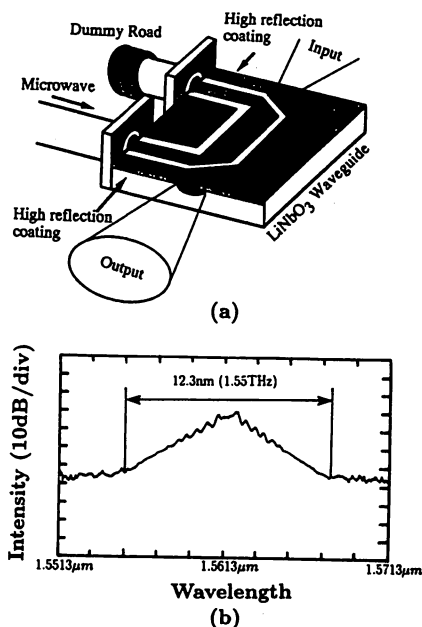 High reflection
coating
Dummy Road
Input
Microwave
High reflection
coating
LiNbO3 Waveguide
Output
(a)
12.3nm (1.55THz)
Intensity (10dB/div)
1.5513μm
1.5613μm
1.5713μm
Wavelength
(b)